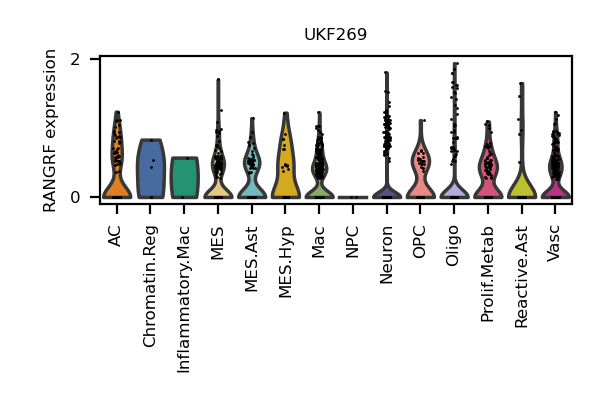 UKF269
RANGRF expression
2
0
AC
Chromatin.Reg
Inflammatory.Mac
MES
MES.Ast
MES.Hyp
Mac
NPC
Neuron
OPC
Oligo
Prolif.Metab
Reactive.Ast
Vasc